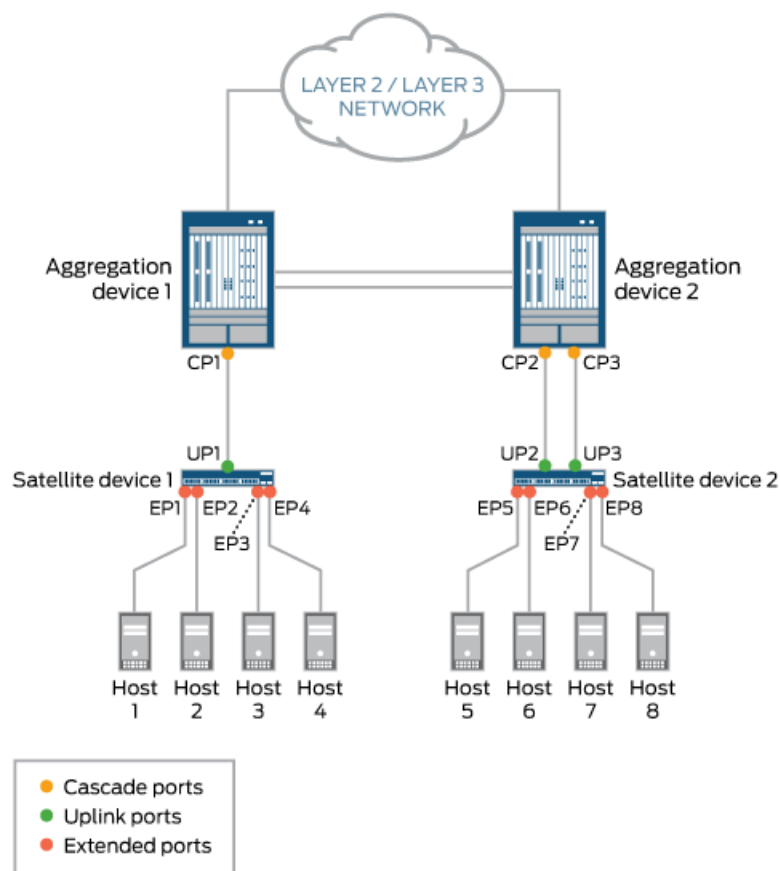 LAYER 2 / LAYER 3
NETWORK
Aggregation
device 1
Aggregation
device 2
CP1
CP2
CP3
UP1
UP2
UP3
Satellite device 1
Satellite device 2
EP1
EP2
EP4
EP5
EP6
EP8
EP3
EP7
Host
1
Host
2
Host
3
Host
4
Host
5
Host
6
Host
7
Host
8
Cascade ports
Uplink ports
Extended ports